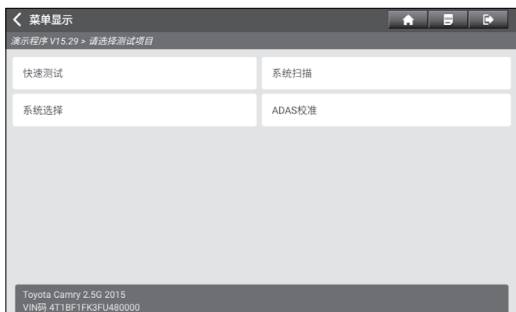 菜单显示
演示程序 V15.29 > 请选择测试项目
快速测试 系统扫描
系统选择 ADAS校准
Toyota Camry 2.5G 2015
VIN码 4T1BF1FK3FU480000